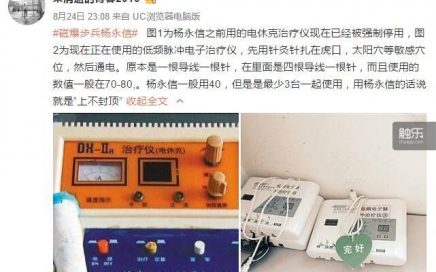 8月24日 23:08 来自 UC浏览器电脑版
#磁爆步兵杨永信# 图1为杨永信之前用的电休克治疗仪现在已经被强制停用，图
2为现在正在使用的低频脉冲电子治疗仪，先用针灸针扎在虎口，太阳穴等敏感穴
位，然后通电。原本是一根导线一根针，在里面是四根导线一根针，而且使用的
数值一般在70-80,。杨永信一般用40，但是是最少3台一起使用，用杨永信的话
说就是“上不封顶” ☞全文
DX-IIB 治疗仪(电休克)
触乐
chuapp.com
完好